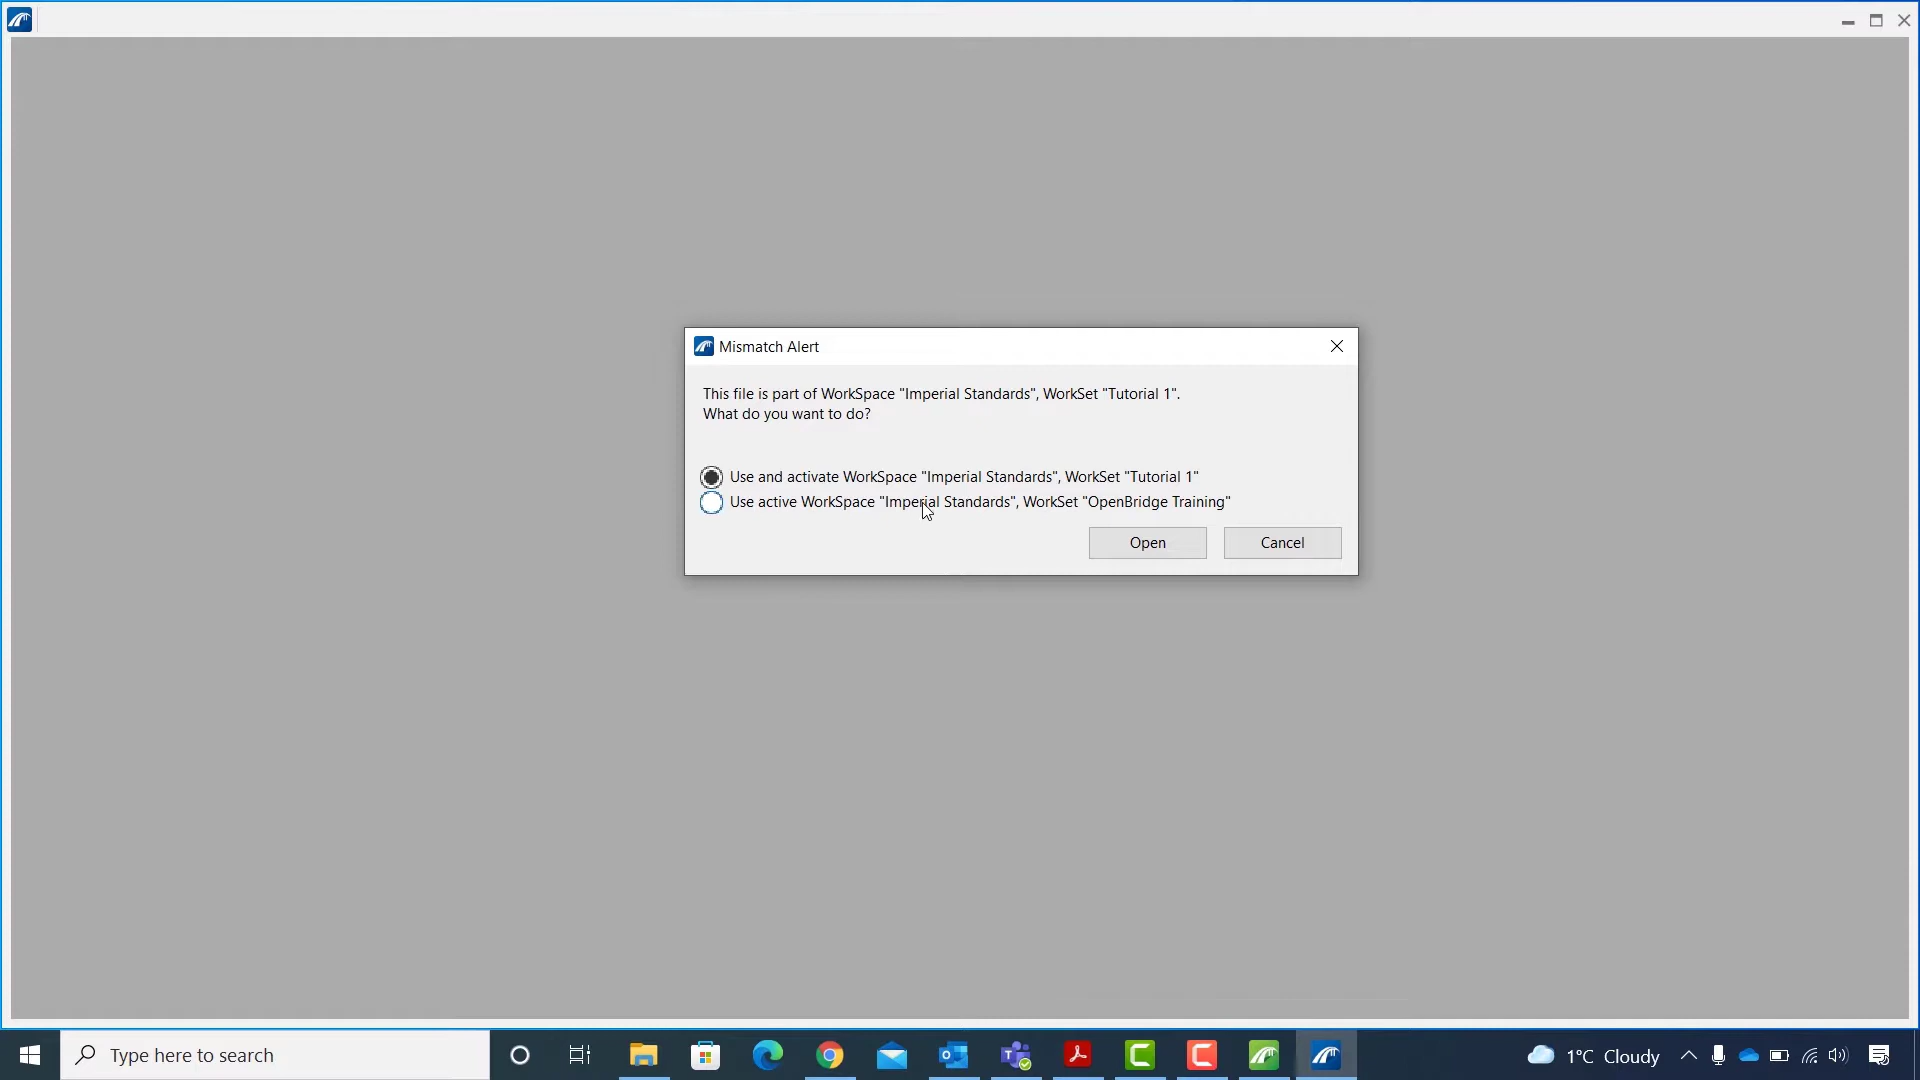 Mismatch Alert
This file is part of WorkSpace "Imperial Standards", WorkSet "Tutorial 1".
What do you want to do?
Use and activate WorkSpace "Imperial Standards", WorkSet "Tutorial 1"
Use active WorkSpace "Imperial Standards", WorkSet "OpenBridge Training"
Open
Cancel
Type here to search
1°C Cloudy